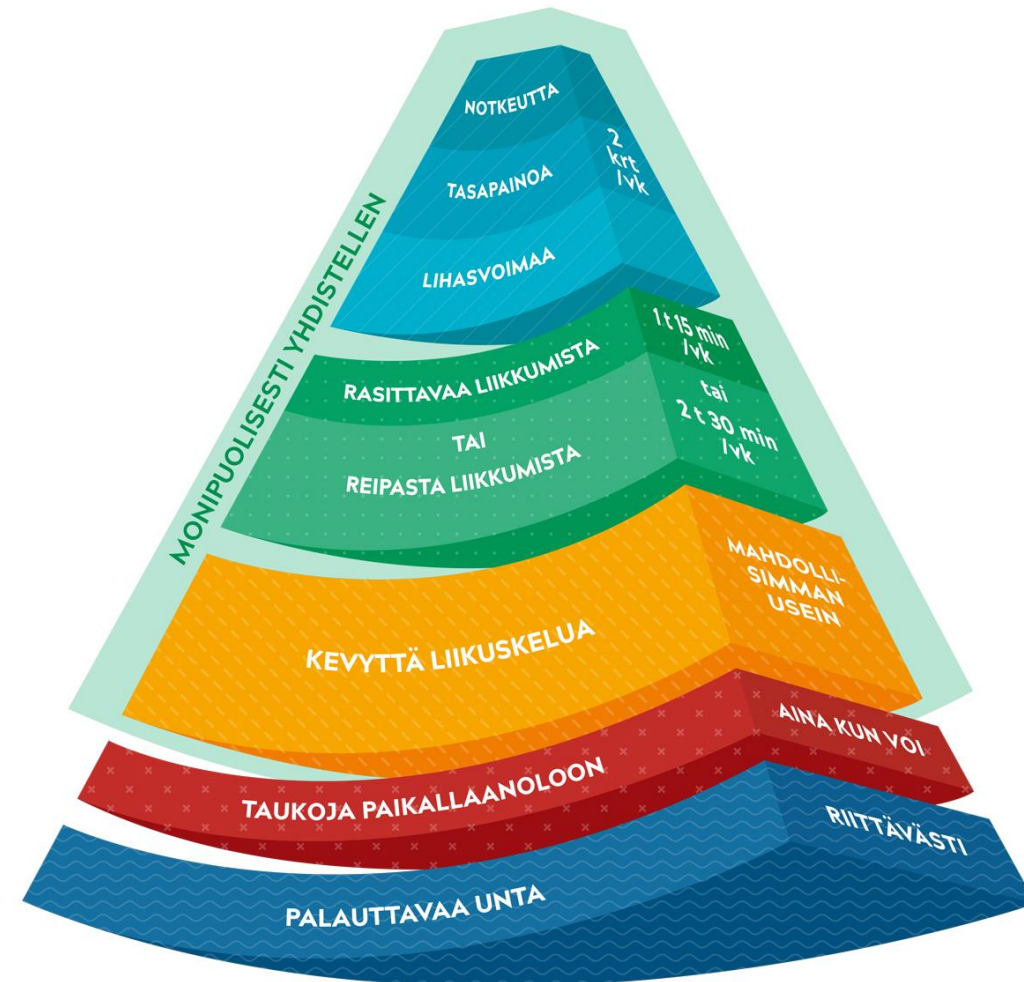 MONIPUOLISESTI YHDISTELLEN
NOTKEUTTA
TASAPAINOA
LIHASVOIMAA
2
krt
/vk
RASITTAVAA LIIKKUMISTA
TAI
REIPASTA LIIKKUMISTA
1 t 15 min
/vk
tai
2 t 30 min
/vk
KEVYTTÄ LIIKUSKELUA
MAHDOLLI-
SIMMAN
USEIN
TAUKOJA PAIKALLAANOLOON
AINA KUN VOI
PALAUTTAVAA UNTA
RIITTÄVÄSTI